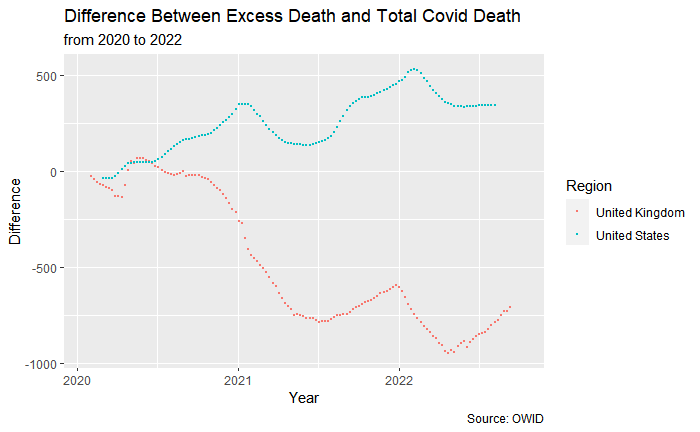 Difference Between Excess Death and Total Covid Death
from 2020 to 2022
Difference
500
0
-500
-1000
2020
2021
2022
Year
Region
United Kingdom
United States
Source: OWID